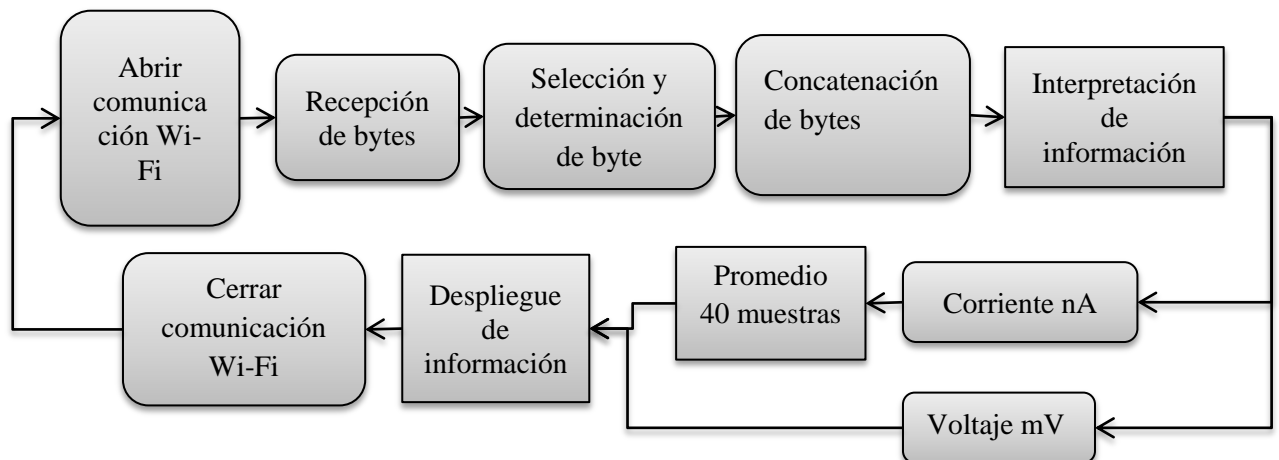 Abrir
comunica
ción Wi-
Fi
Recepción
de bytes
Selección y
determinación
de byte
Concatenación
de bytes
Interpretación
de
información
Cerrar
comunicación
Wi-Fi
Despliegue
de
información
Promedio
40 muestras
Corriente nA
Voltaje mV